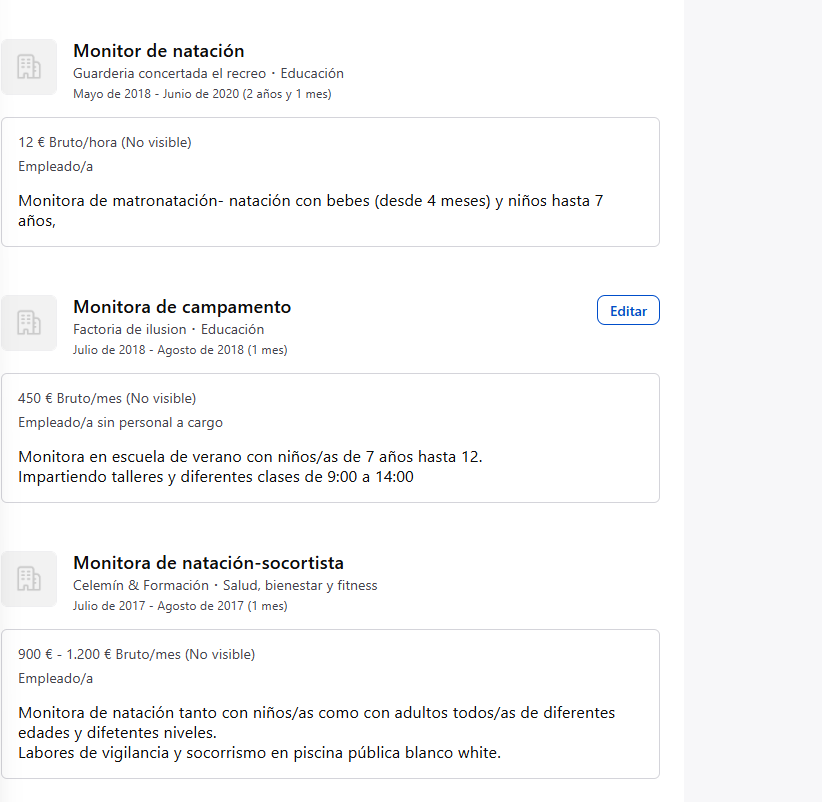 Monitor de natación
Guarderia concertada el recreo · Educación
Mayo de 2018 - Junio de 2020 (2 años y 1 mes)
12 € Bruto/hora (No visible)
Empleado/a
Monitora de matronatación- natación con bebes (desde 4 meses) y niños hasta 7
años,
Monitora de campamento
Editar
Factoria de ilusion · Educación
Julio de 2018 - Agosto de 2018 (1 mes)
450 € Bruto/mes (No visible)
Empleado/a sin personal a cargo
Monitora en escuela de verano con niños/as de 7 años hasta 12.
Impartiendo talleres y diferentes clases de 9:00 a 14:00
Monitora de natación-socortista
Celemín & Formación · Salud, bienestar y fitness
Julio de 2017 - Agosto de 2017 (1 mes)
900 € - 1.200 € Bruto/mes (No visible)
Empleado/a
Monitora de natación tanto con niños/as como con adultos todos/as de diferentes
edades y difetentes niveles.
Labores de vigilancia y socorrismo en piscina pública blanco white.